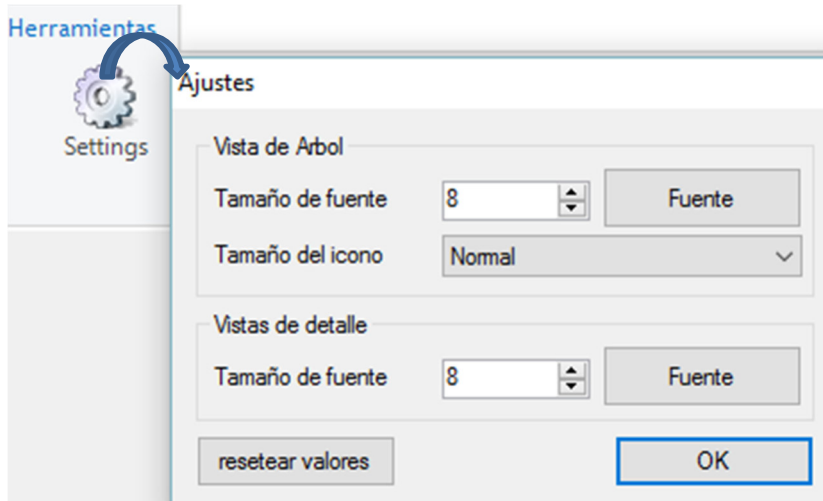 Herramientas
Settings
Ajustes
Vista de Arbol
Tamaño de fuente 8 Fuente
Tamaño del icono Normal
Vistas de detalle
Tamaño de fuente 8 Fuente
resetear valores OK